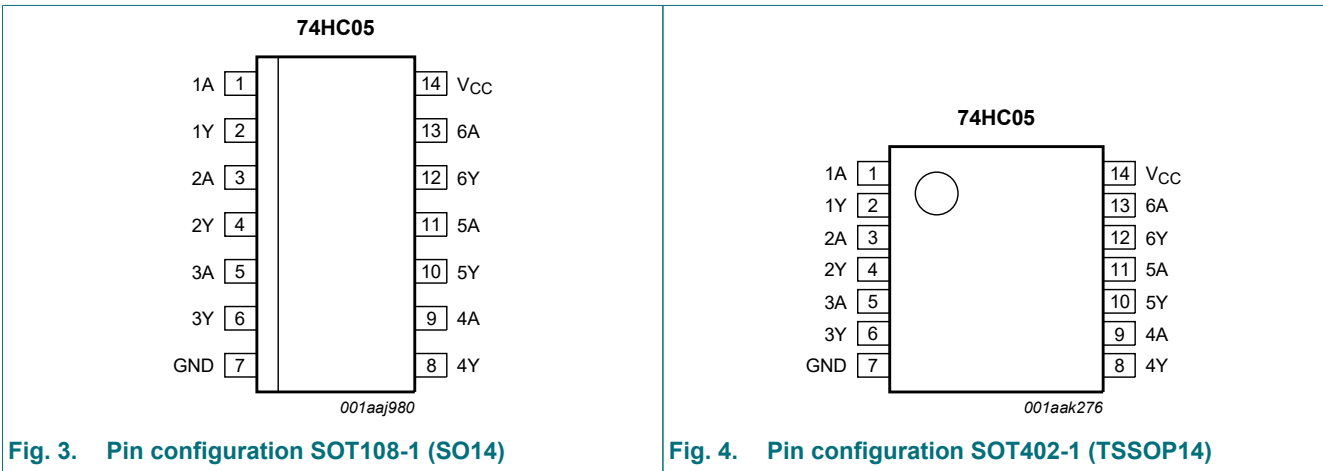 74HC05
1A 1 14 VCC
1Y 2 13 6A
2A 3 12 6Y
2Y 4 11 5A
3A 5 10 5Y
3Y 6 9 4A
GND 7 8 4Y
001aaj980
Fig. 3. Pin configuration SOT108-1 (SO14)
74HC05
1A 1 14 VCC
1Y 2 13 6A
2A 3 12 6Y
2Y 4 11 5A
3A 5 10 5Y
3Y 6 9 4A
GND 7 8 4Y
001aak276
Fig. 4. Pin configuration SOT402-1 (TSSOP14)